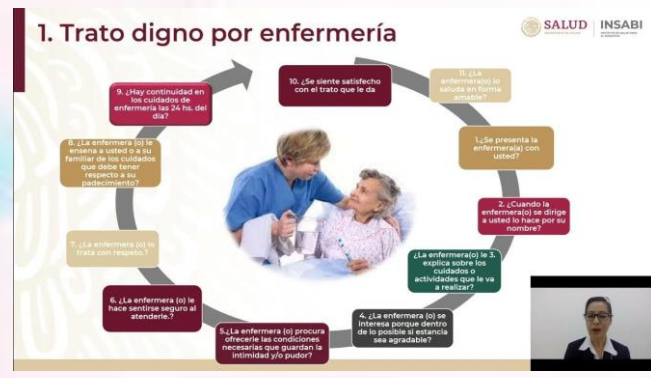 1. Trato digno por enfermería
SALUD
INSABI
10. ¿Se siente satisfecho
con el trato que le da
11. ¿La
enfermera(o) lo
saluda en forma
amable?
1.¿Se presenta la
enfermera(a) con
usted?
2. ¿Cuando la
enfermera(o) se dirige
a usted lo hace por su
nombre?
¿La enfermera(o) le 3.
explica sobre los
cuidados o
actividades que le va
a realizar?
4. ¿La enfermera (o) se
interesa porque dentro
de lo posible si estancia
sea agradable?
5.¿La enfermera (o) procura
ofrecerle las condiciones
necesarias que guardan la
intimidad y/o pudor?
6. ¿La enfermera (o) le
hace sentirse seguro al
atenderle.?
7. ¿La enfermera (o) lo
trata con respeto.?
8. ¿La enfermera (o) le
enseña a usted o a su
familiar de los cuidados
que debe tener
respecto a su
padecimiento?
9. ¿Hay continuidad en
los cuidados de
enfermería las 24 hs. del
día?